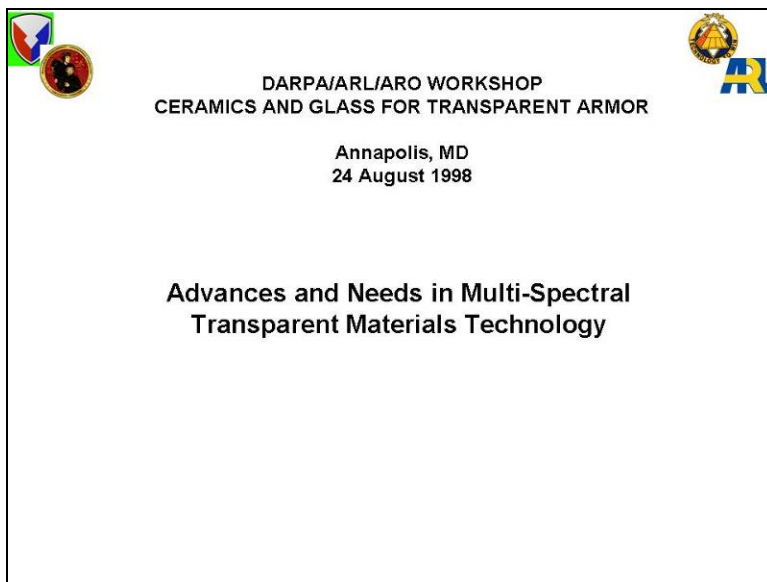 DARPA/ARL/ARO WORKSHOP
CERAMICS AND GLASS FOR TRANSPARENT ARMOR
Annapolis, MD
24 August 1998
Advances and Needs in Multi-Spectral
Transparent Materials Technology